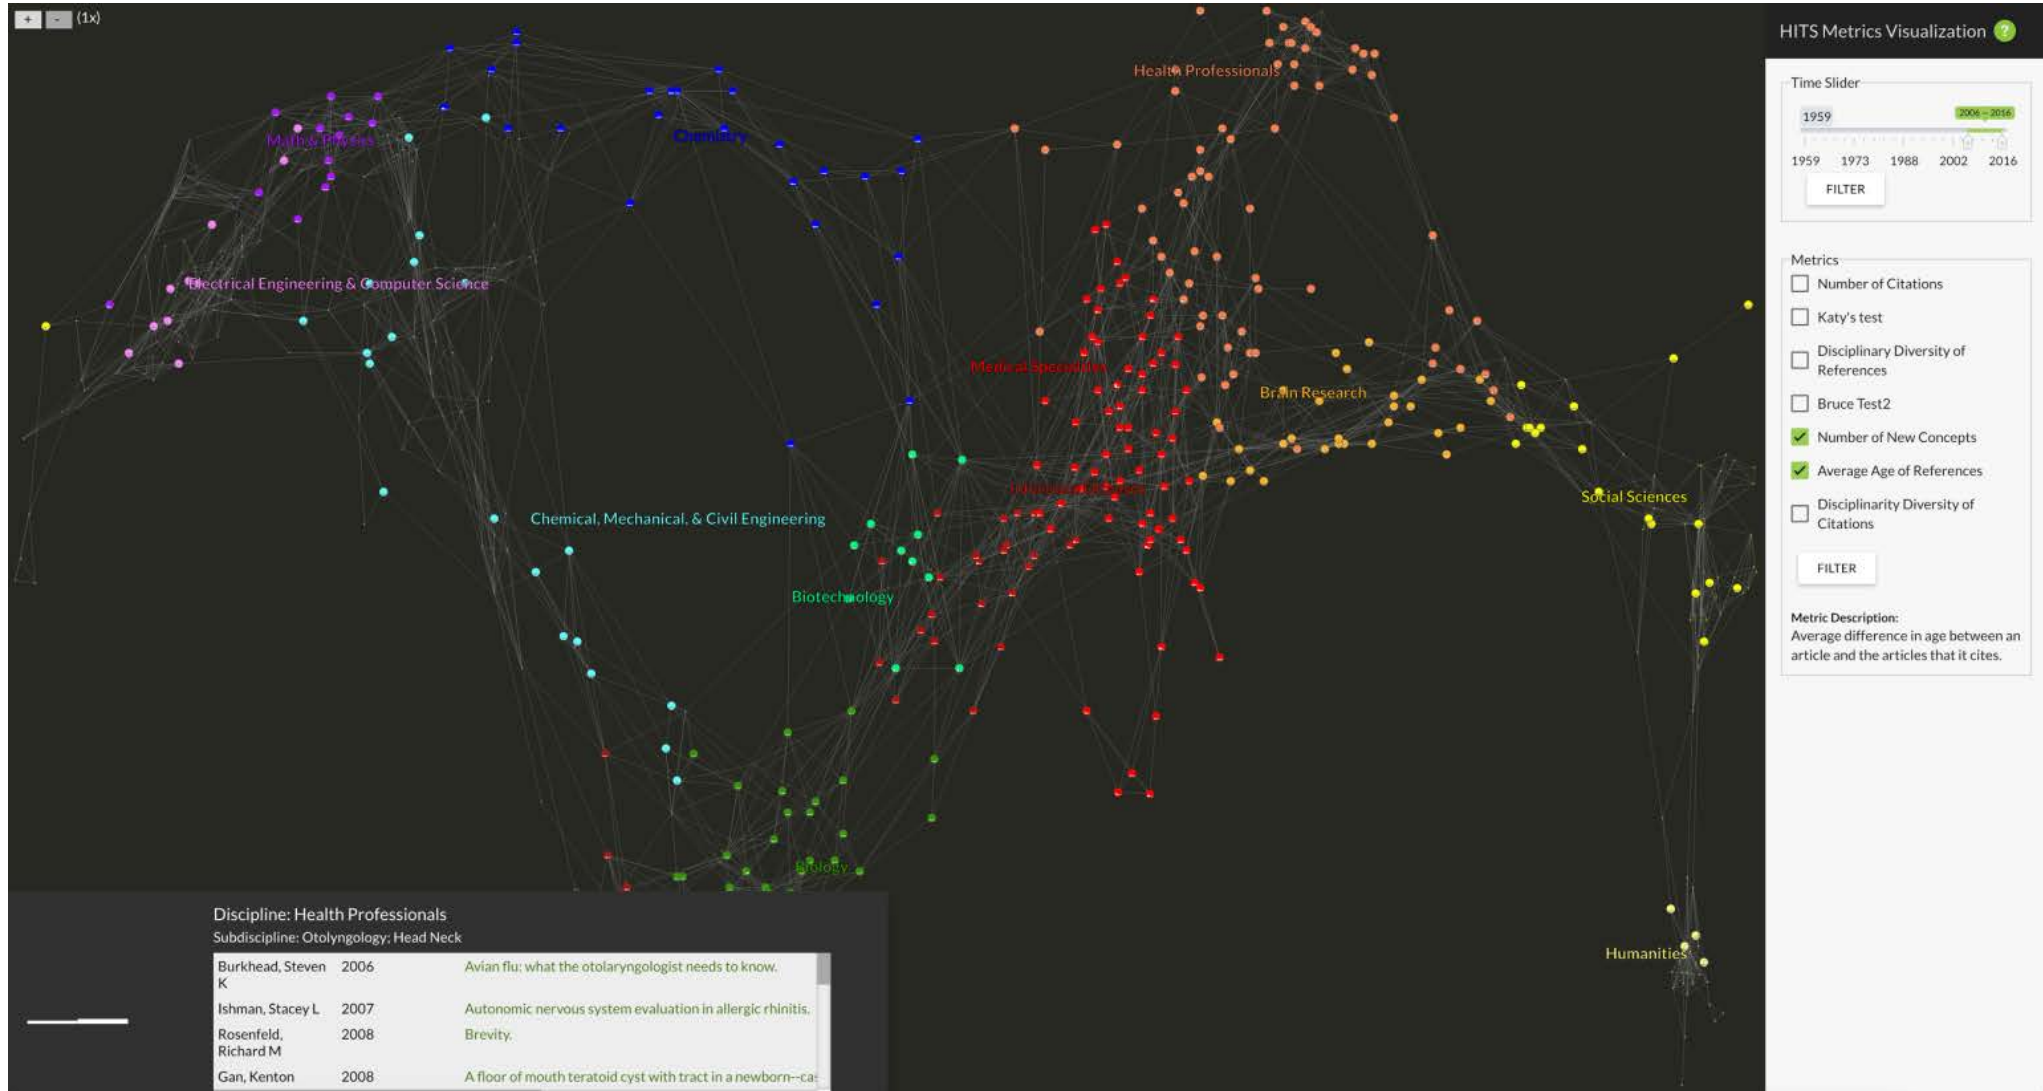 + - (1x)
HITS Metrics Visualization ?
Time Slider
1959
2006 — 2016
1959 1973 1988 2002 2016
FILTER
Metrics
Number of Citations
Katy's test
Disciplinary Diversity of
References
Bruce Test2
Number of New Concepts
Average Age of References
Disciplinarity Diversity of
Citations
FILTER
Metric Description:
Average difference in age between an
article and the articles that it cites.
Health Professionals
Math & Physics
Chemistry
Electrical Engineering & Computer Science
Medical Specialties
Brain Research
Social Sciences
Chemical, Mechanical, & Civil Engineering
Biotechnology
Biology
Humanities
Discipline: Health Professionals
Subdiscipline: Otolyngology; Head Neck
Burkhead, Steven 2006 Avian flu: what the otolaryngologist needs to know.
K
Ishman, Stacey L 2007 Autonomic nervous system evaluation in allergic rhinitis.
Rosenfeld, 2008 Brevity.
Richard M
Gan, Kenton 2008 A floor of mouth teratoid cyst with tract in a newborn--ca